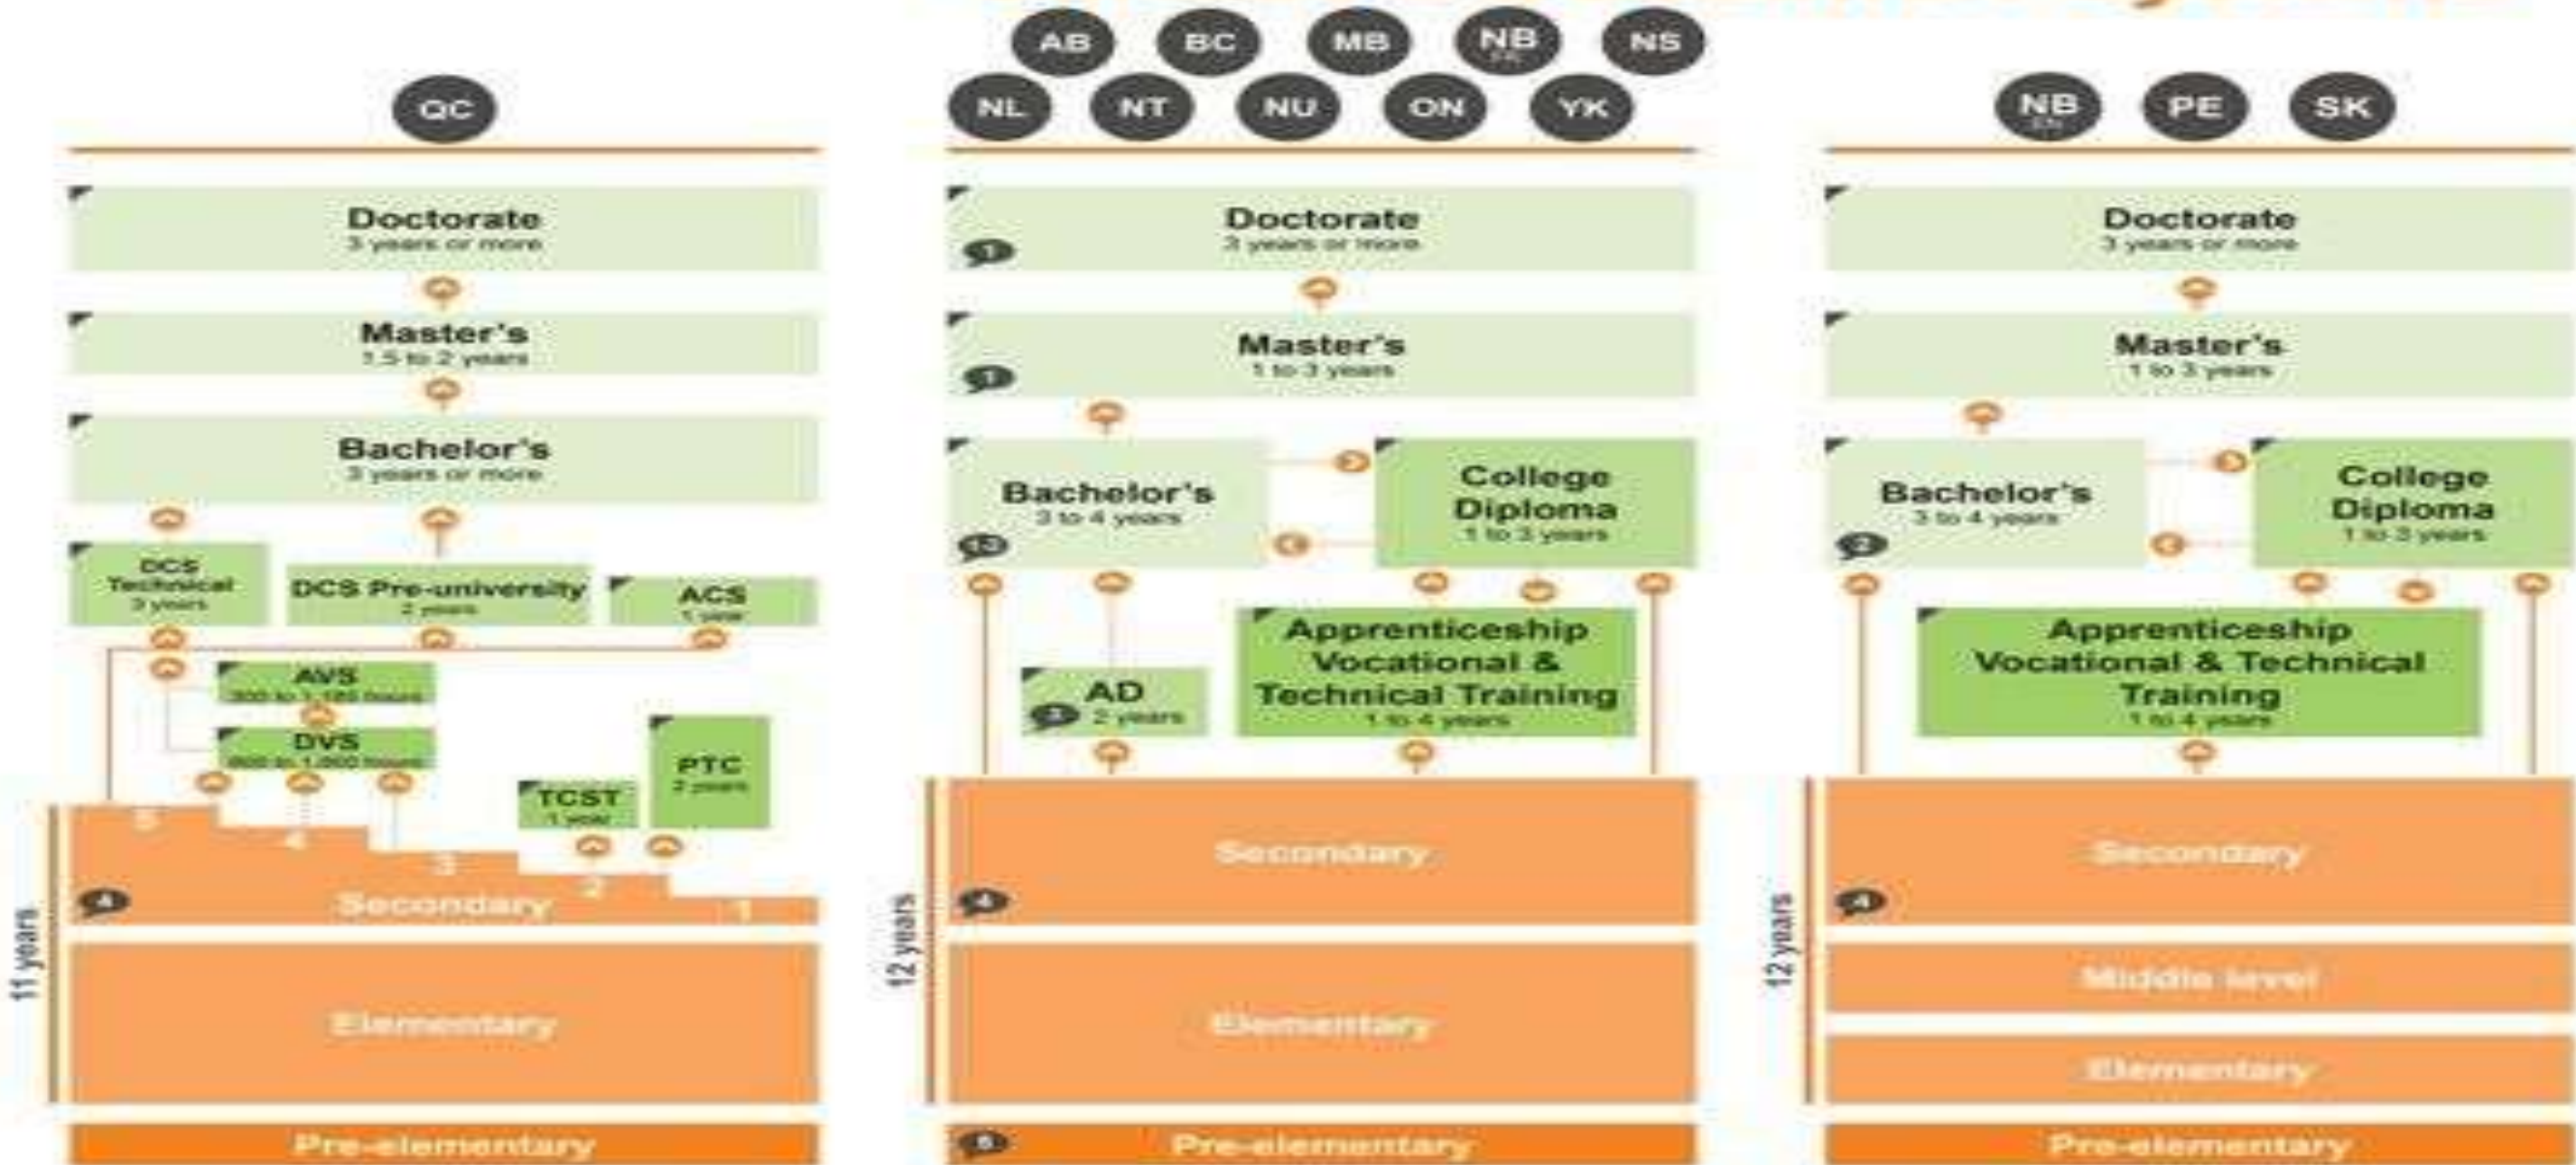 QC
Doctorate
3 years or more
Master's
1.5 to 2 years
Bachelor's
3 years or more
DCS
Technical
3 years
DCS Pre-university
2 years
ACS
1 year
AVS
DVS
TCST
1 year
PTC
2 years
5
4
3
2
1
4
Secondary
11 years
Elementary
Pre-elementary
AB BC MB NB NS
NL NT NU ON YK
Doctorate
3 years or more
1
Master's
1 to 3 years
1
Bachelor's
3 to 4 years
College
Diploma
1 to 3 years
AD
2 years
Apprenticeship
Vocational &
Technical Training
1 to 4 years
Secondary
4
12 years
Elementary
Pre-elementary
NB PE SK
EN
Doctorate
3 years or more
Master's
1 to 3 years
Bachelor's
3 to 4 years
2
College
Diploma
1 to 3 years
Apprenticeship
Vocational & Technical
Training
1 to 4 years
Secondary
4
12 years
Middle level
Elementary
Pre-elementary